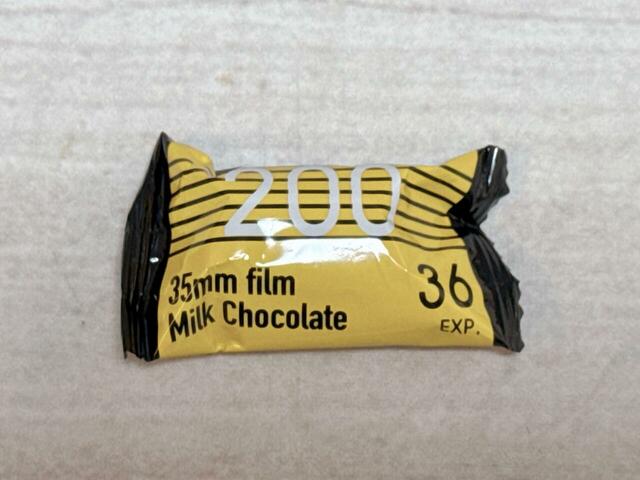 200
35mm film
Milk Chocolate
36
EXP.